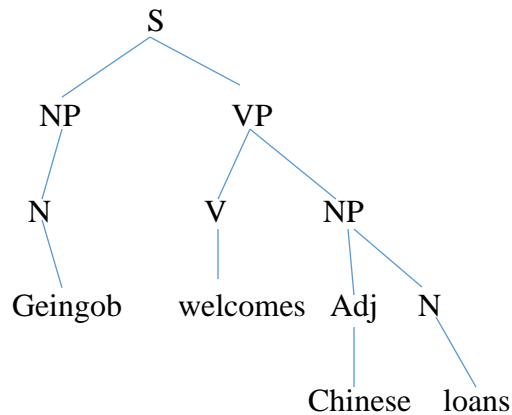 S
NP VP
N V NP
Geingob welcomes Adj N
Chinese loans